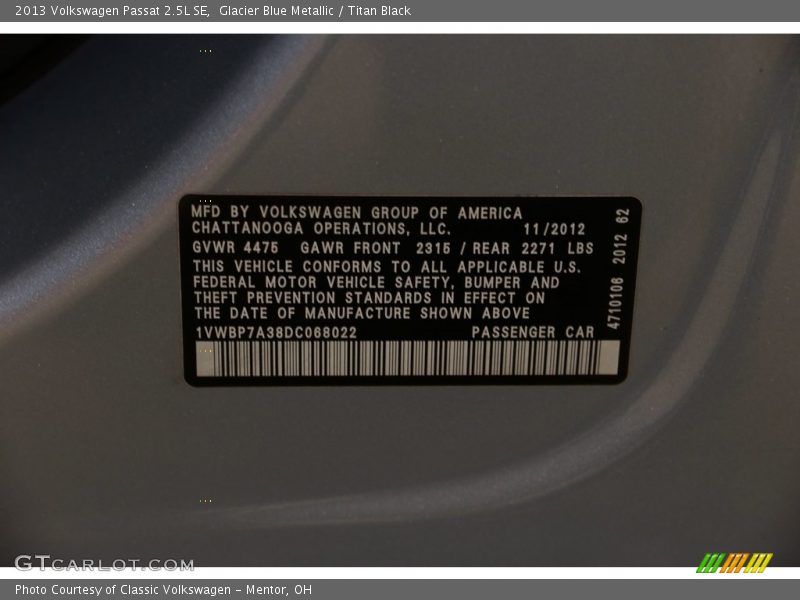 2013 Volkswagen Passat 2.5L SE,  Glacier Blue Metallic / Titan Black
MFD BY VOLKSWAGEN GROUP OF AMERICA
CHATTANOOGA OPERATIONS, LLC. 11/2012
GVWR 4475 GAWR FRONT 2315 / REAR 2271 LBS
THIS VEHICLE CONFORMS TO ALL APPLICABLE U.S.
FEDERAL MOTOR VEHICLE SAFETY, BUMPER AND
THEFT PREVENTION STANDARDS IN EFFECT ON
THE DATE OF MANUFACTURE SHOWN ABOVE
1VWBP7A38DC068022 PASSENGER CAR
4710108 2012 62
GTCARLOT.COM
Photo Courtesy of Classic Volkswagen - Mentor, OH